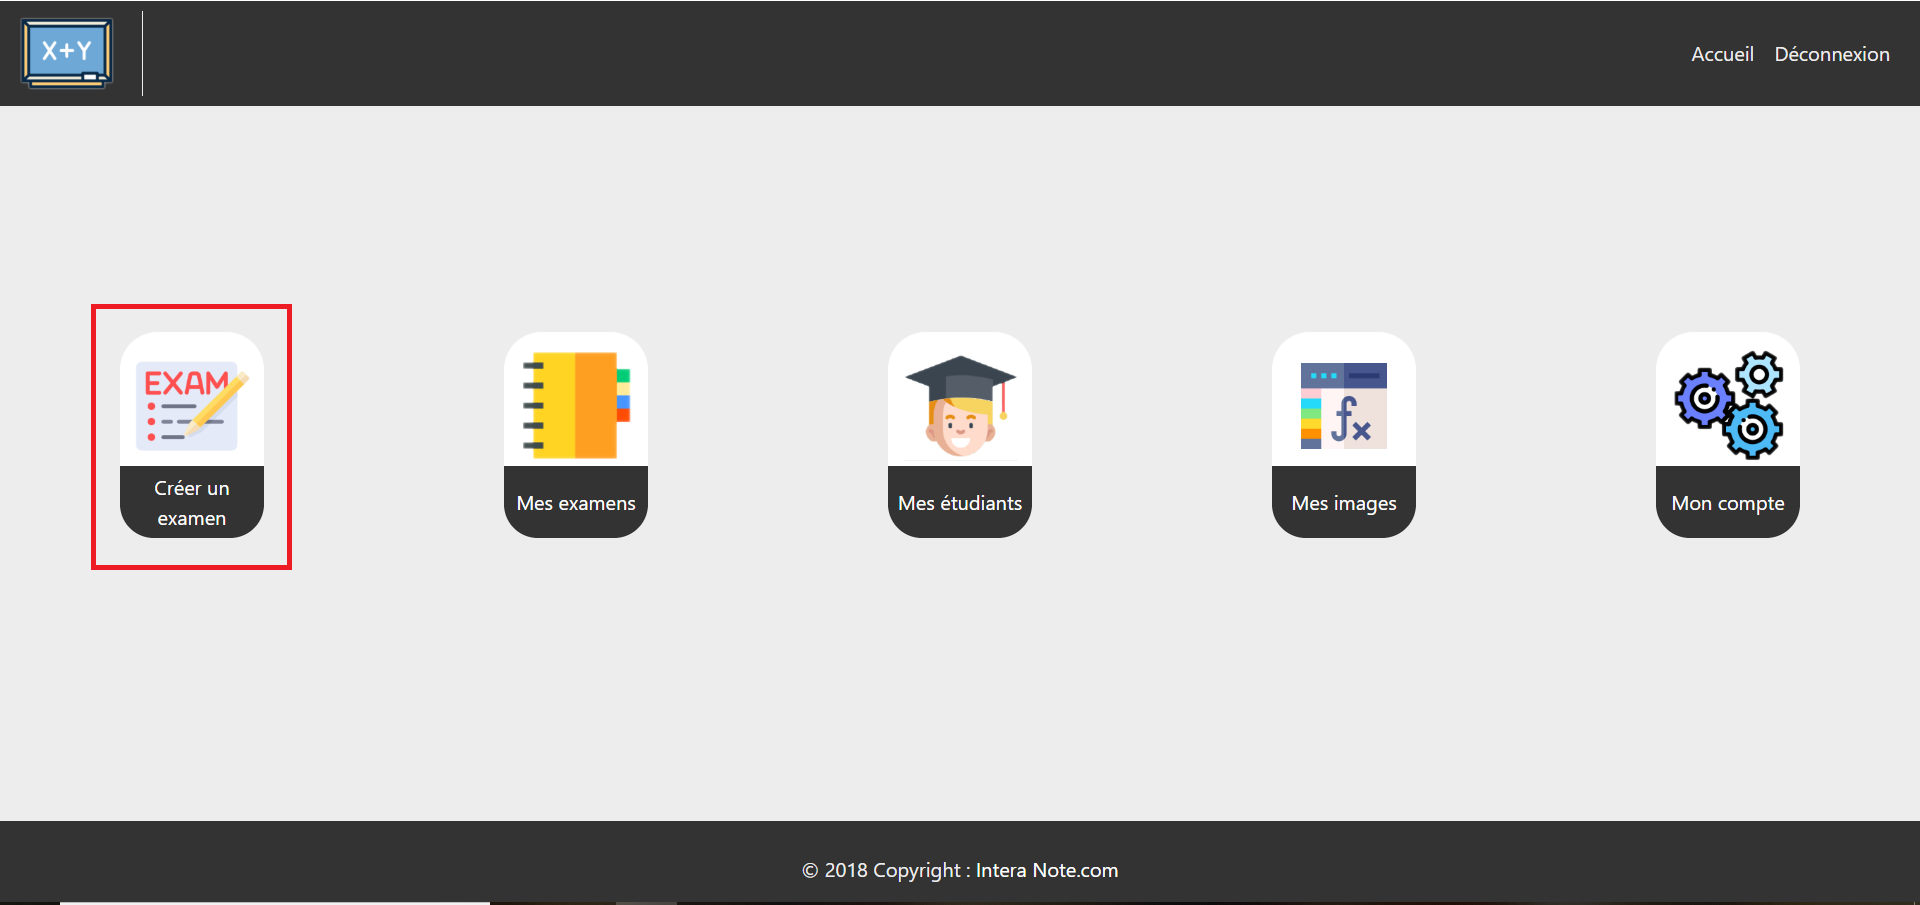 X+Y
Accueil Déconnexion
EXAM
Créer un
examen
Mes examens
Mes étudiants
fx
Mes images
Mon compte
© 2018 Copyright : Intera Note.com